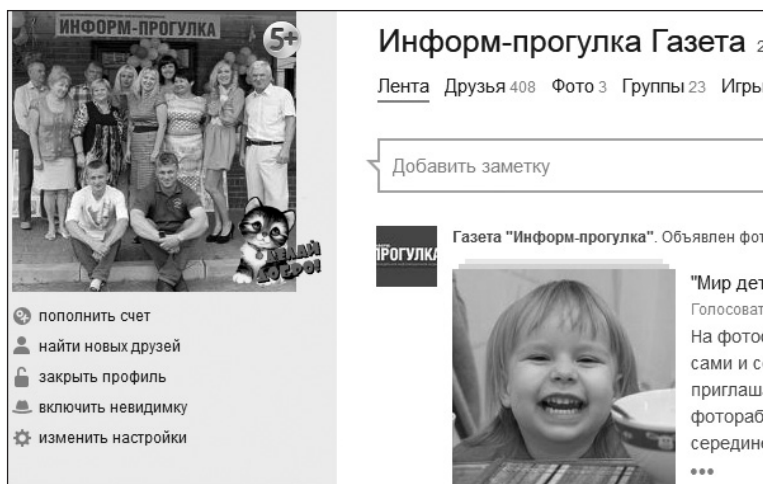 ИНФОРМ-ПРОГУЛКА
5+
ДЕЛАЙ
ДОБРО!
пополнить счет
найти новых друзей
закрыть профиль
включить невидимку
изменить настройки
Информ-прогулка Газета 2
Лента Друзья 408 Фото 3 Группы 23 Игры
Добавить заметку
ПРОГУЛКА
Газета "Информ-прогулка". Объявлен фот
"Мир дет
Голосоват
На фотос
сами и се
приглаша
фотораб
середине